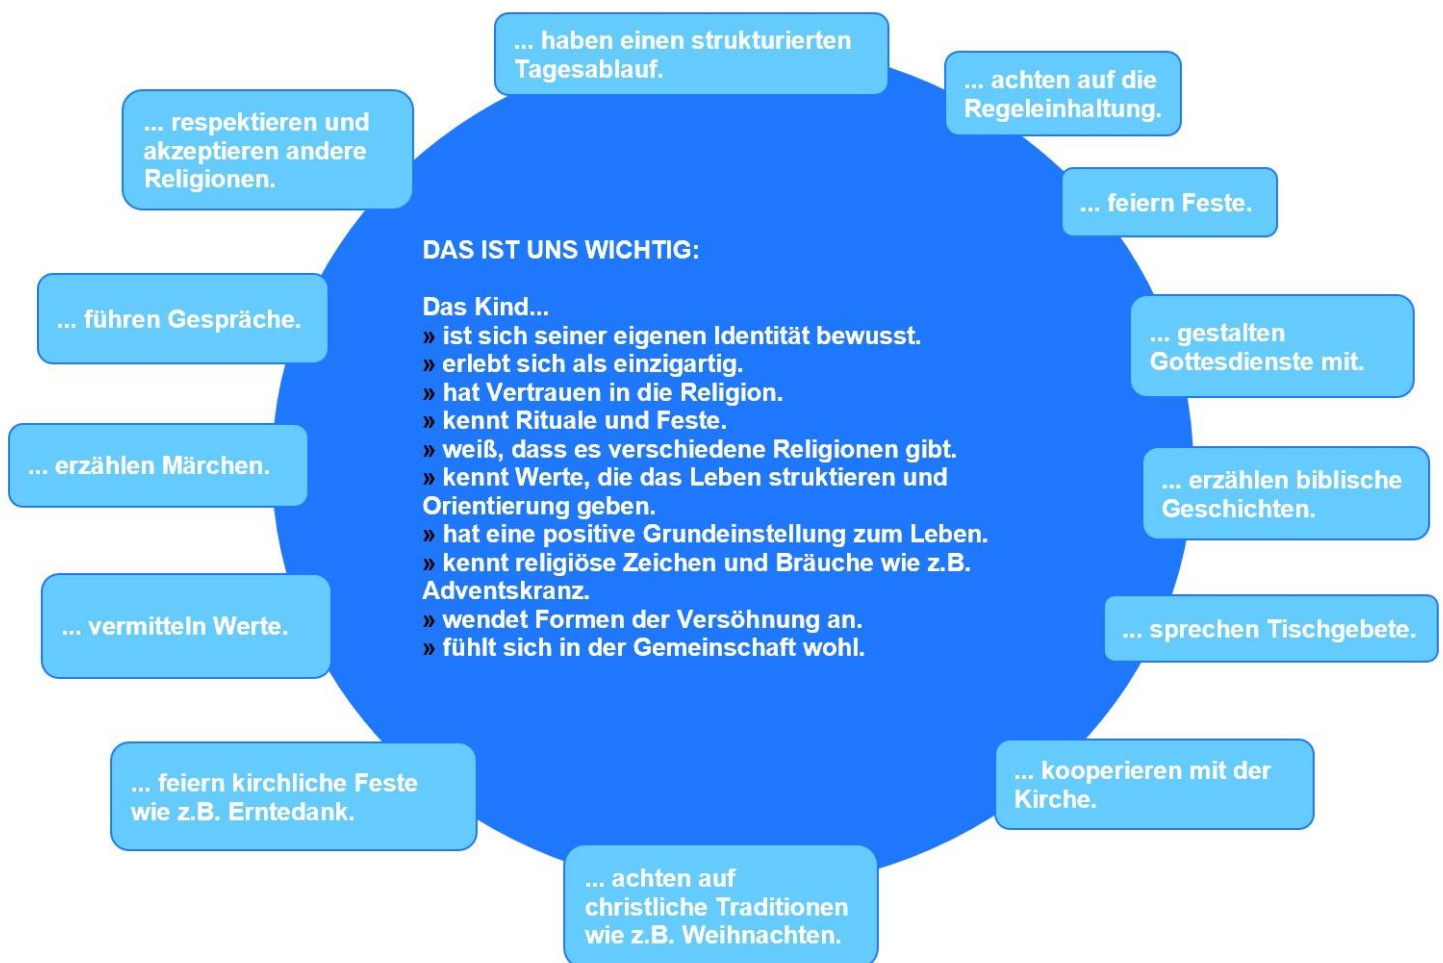 ... haben einen strukturierten
Tagesablauf.
... achten auf die
Regeleinhaltung.
... respektieren und
akzeptieren andere
Religionen.
... feiern Feste.
DAS IST UNS WICHTIG:
Das Kind...
» ist sich seiner eigenen Identität bewusst.
» erlebt sich als einzigartig.
» hat Vertrauen in die Religion.
» kennt Rituale und Feste.
» weiß, dass es verschiedene Religionen gibt.
» kennt Werte, die das Leben struktieren und
Orientierung geben.
» hat eine positive Grundeinstellung zum Leben.
» kennt religiöse Zeichen und Bräuche wie z.B.
Adventskranz.
» wendet Formen der Versöhnung an.
» fühlt sich in der Gemeinschaft wohl.
... führen Gespräche.
... gestalten
Gottesdienste mit.
... erzählen Märchen.
... erzählen biblische
Geschichten.
... vermitteln Werte.
... sprechen Tischgebete.
... feiern kirchliche Feste
wie z.B. Erntedank.
... kooperieren mit der
Kirche.
... achten auf
christliche Traditionen
wie z.B. Weihnachten.